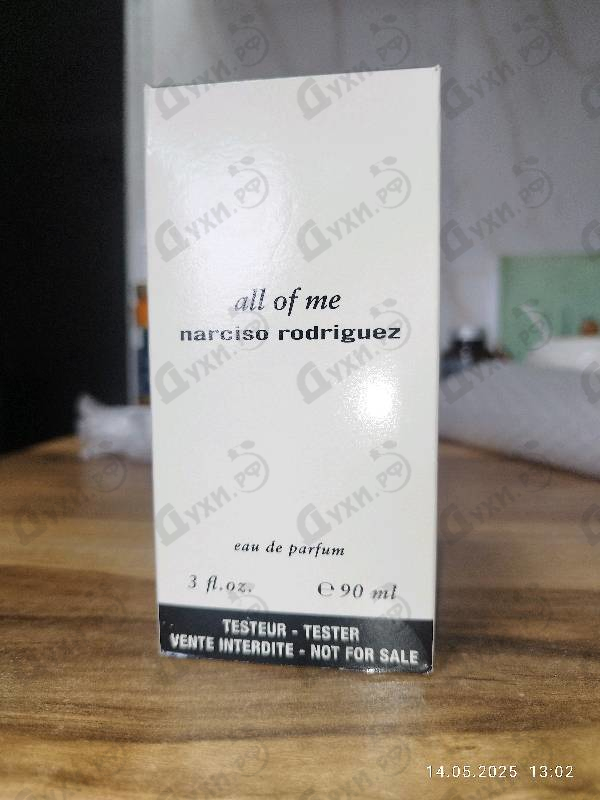 all of me
narciso rodriguez
eau de parfum
3 fl.oz. ℮ 90 ml
TESTEUR - TESTER
VENTE INTERDITE - NOT FOR SALE
14.05.2025 13:02
Духи.РФ